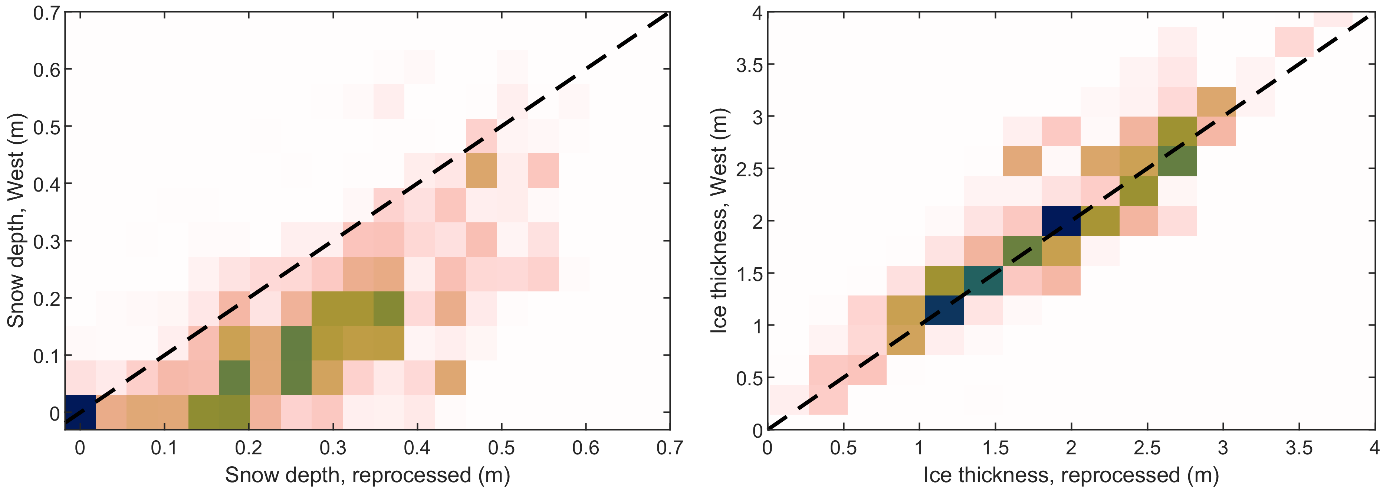 0.7
0.6
0.5
0.4
0.3
0.2
0.1
0
Snow depth, West (m)
0 0.1 0.2 0.3 0.4 0.5 0.6 0.7
Snow depth, reprocessed (m)
4
3.5
3
2.5
2
1.5
1
0.5
0
Ice thickness, West (m)
0 0.5 1 1.5 2 2.5 3 3.5 4
Ice thickness, reprocessed (m)